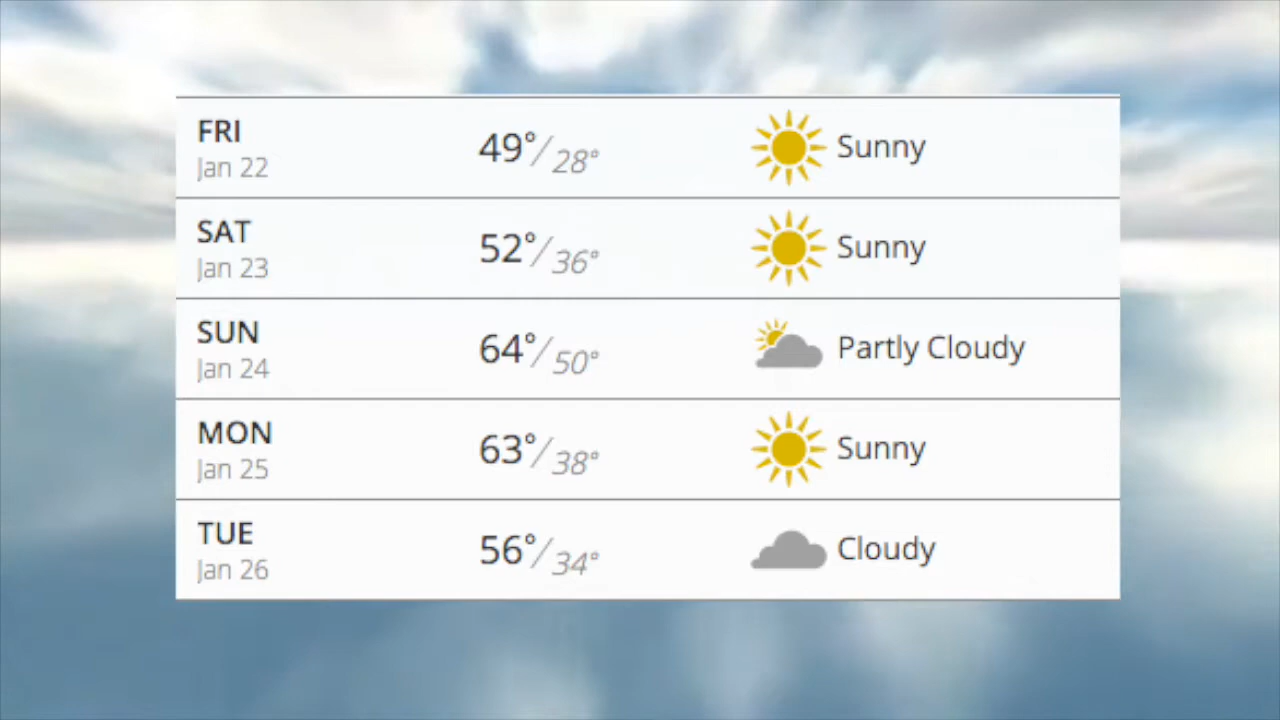 FRI
Jan 22
49°/28°
Sunny
SAT
Jan 23
52°/36°
Sunny
SUN
Jan 24
64°/50°
Partly Cloudy
MON
Jan 25
63°/38°
Sunny
TUE
Jan 26
56°/34°
Cloudy